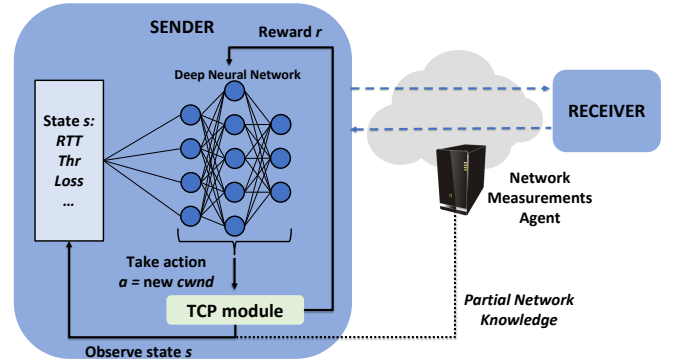 SENDER
Reward r
Deep Neural Network
State s:
RTT
Thr
Loss
...
Take action
a = new cwnd
TCP module
Observe state s
RECEIVER
Network
Measurements
Agent
Partial Network
Knowledge